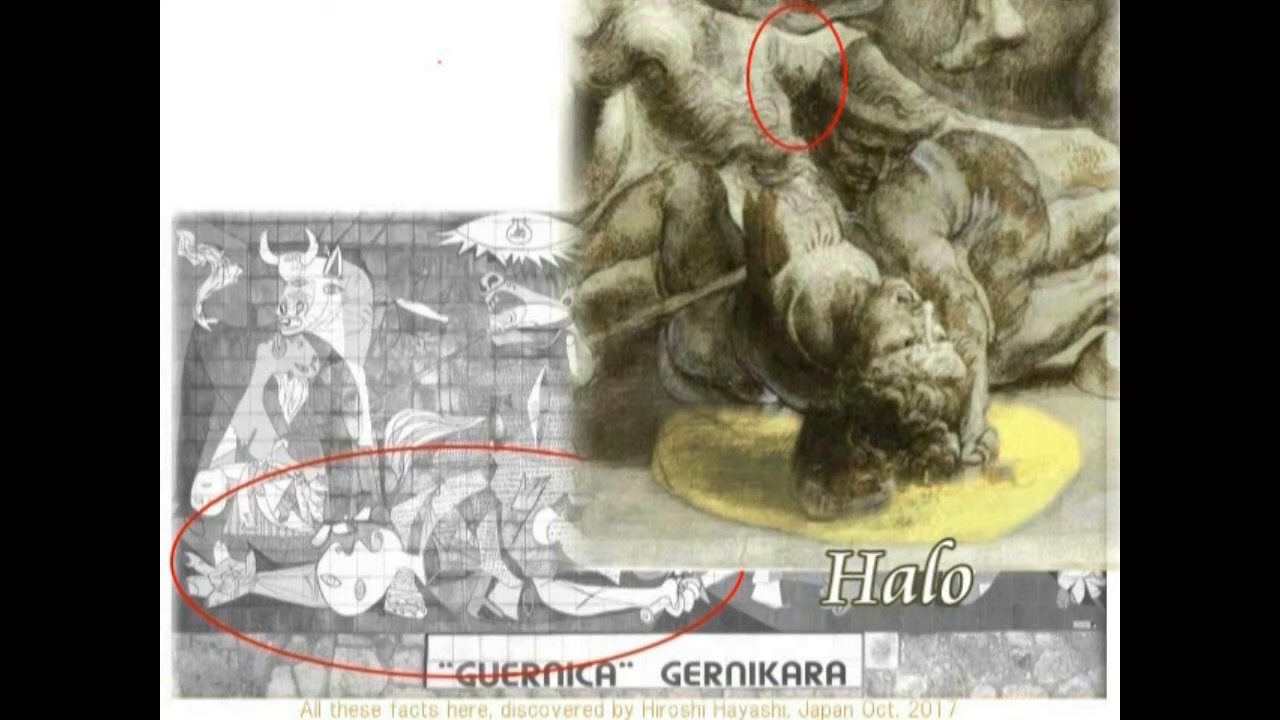 Halo
"GUERNICA" GERNIKARA
All these facts here, discovered by Hiroshi Hayashi, Japan Oct. 2017